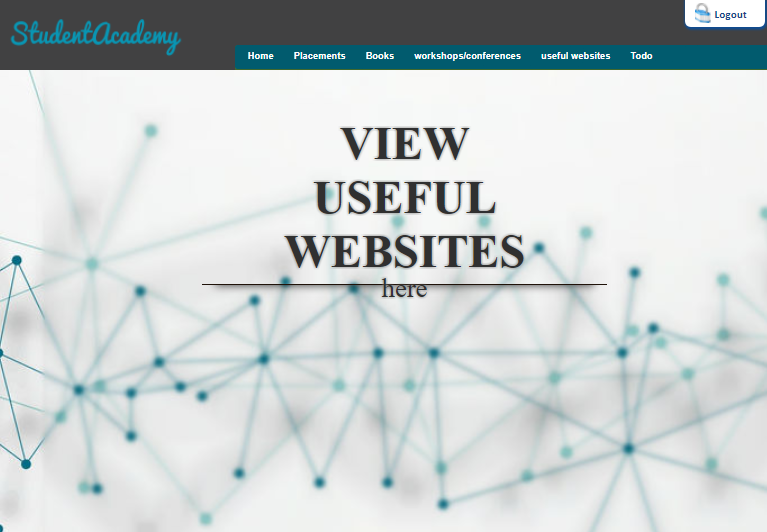 StudentAcademy
Logout
Home Placements Books workshops/conferences useful websites Todo
VIEW
USEFUL
WEBSITES
here